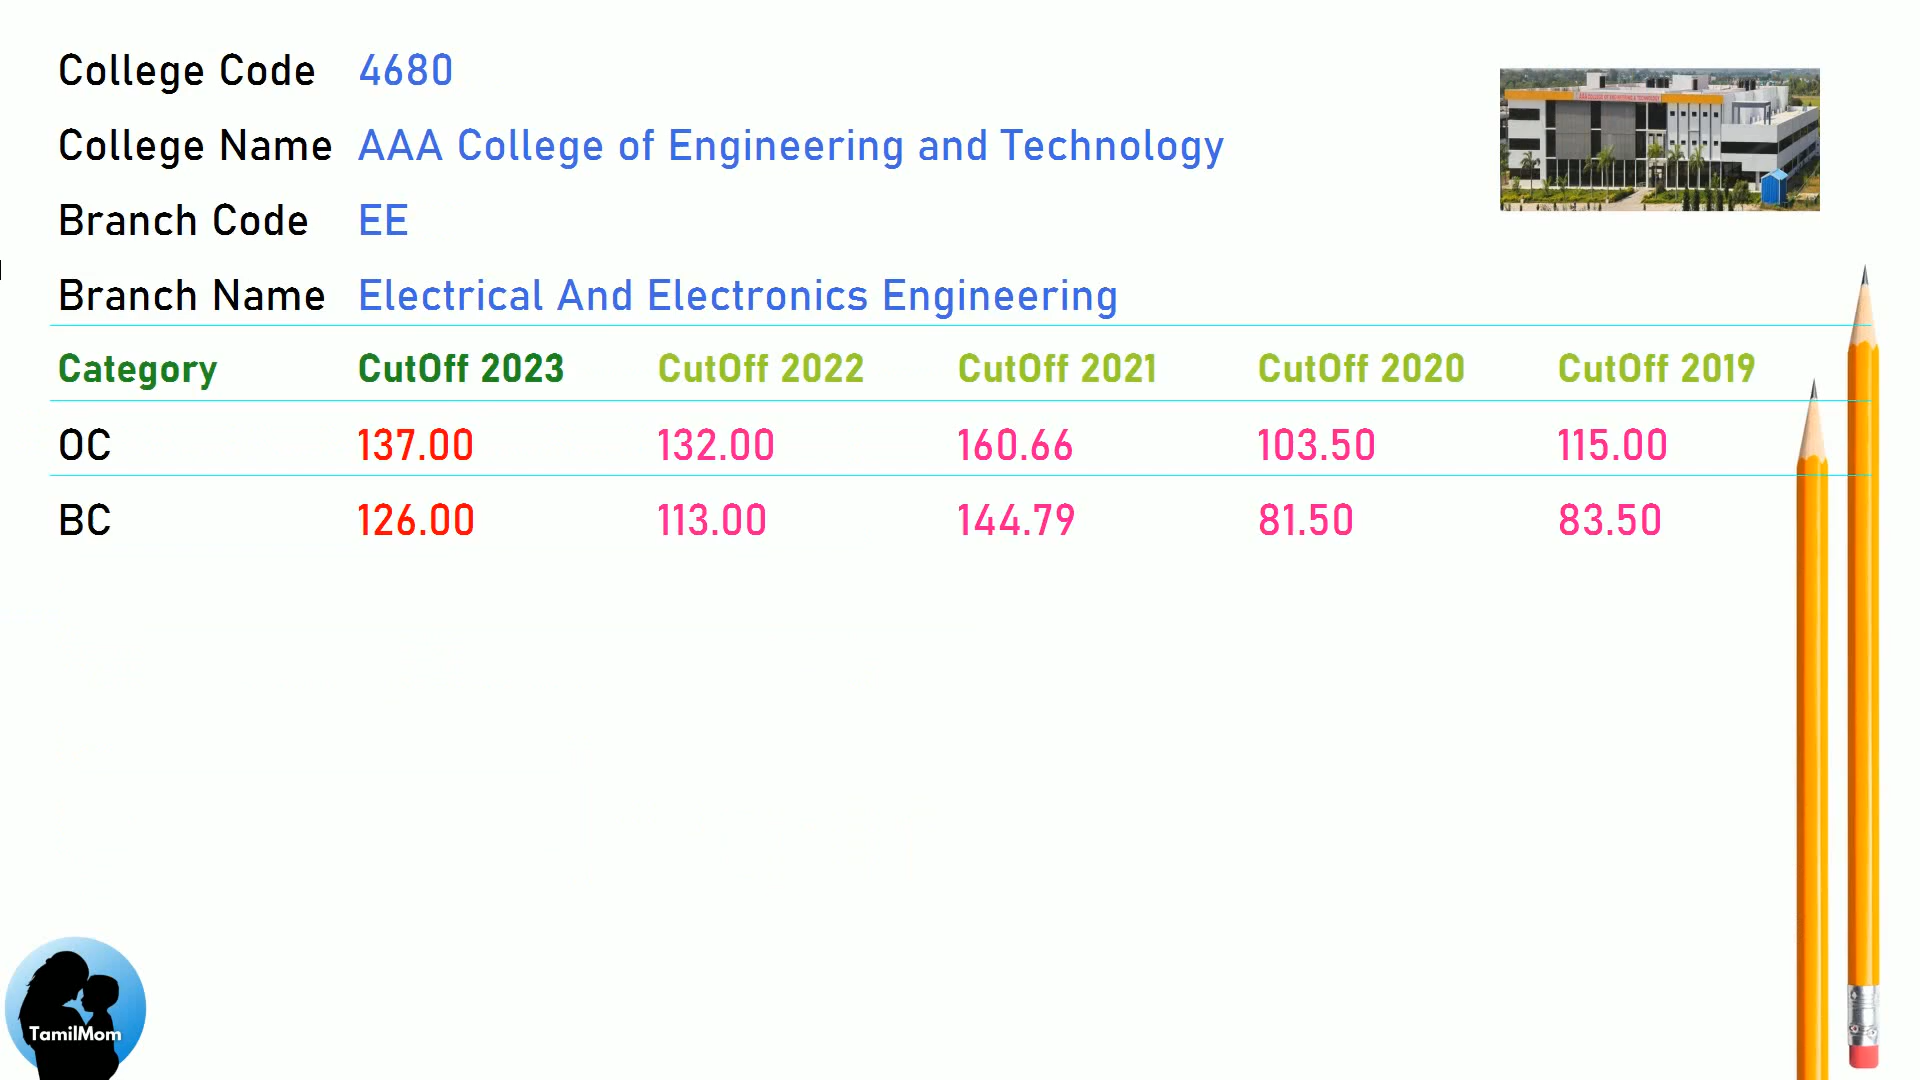 College Code 4680
College Name AAA College of Engineering and Technology
Branch Code EE
Branch Name Electrical And Electronics Engineering
Category CutOff 2023 CutOff 2022 CutOff 2021 CutOff 2020 CutOff 2019
OC 137.00 132.00 160.66 103.50 115.00
BC 126.00 113.00 144.79 81.50 83.50
TamilMom